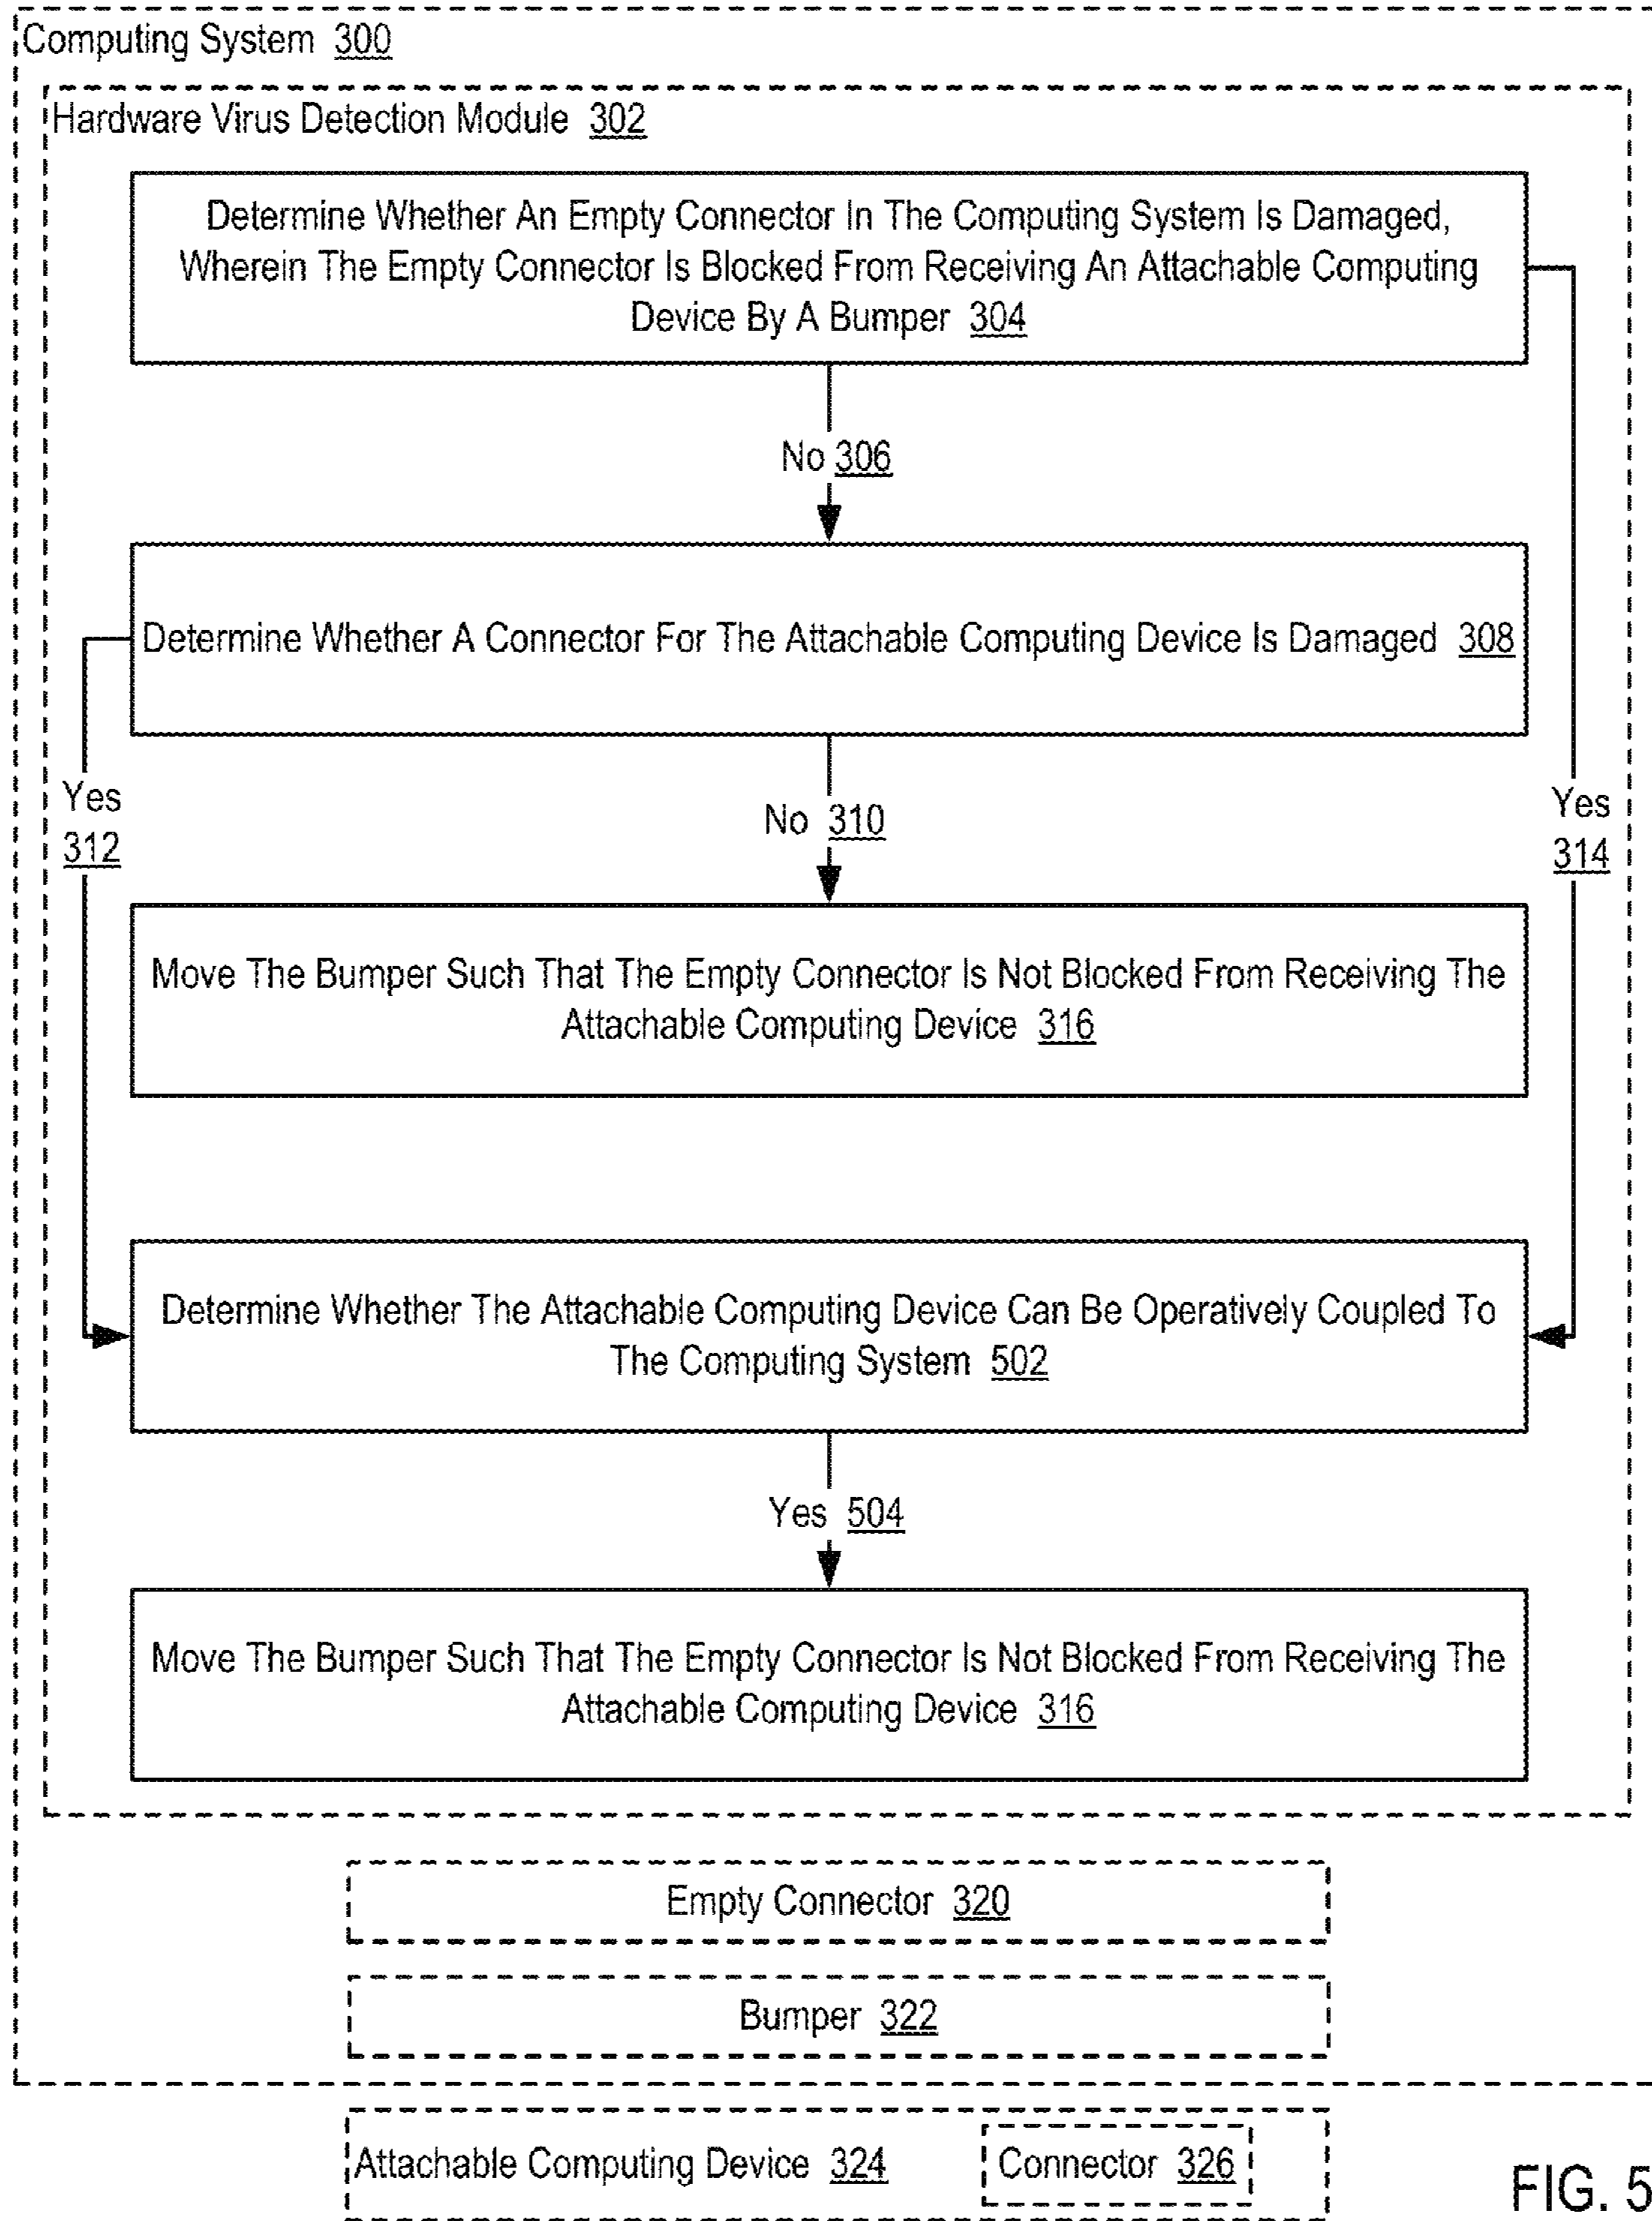 Computing System 300
Hardware Virus Detection Module 302
Determine Whether An Empty Connector In The Computing System Is Damaged,
Wherein The Empty Connector Is Blocked From Receiving An Attachable Computing
Device By A Bumper 304
No 306
Determine Whether A Connector For The Attachable Computing Device Is Damaged 308
Yes
312
No 310
Yes
314
Move The Bumper Such That The Empty Connector Is Not Blocked From Receiving The
Attachable Computing Device 316
Determine Whether The Attachable Computing Device Can Be Operatively Coupled To
The Computing System 502
Yes 504
Move The Bumper Such That The Empty Connector Is Not Blocked From Receiving The
Attachable Computing Device 316
Empty Connector 320
Bumper 322
Attachable Computing Device 324
Connector 326
FIG. 5